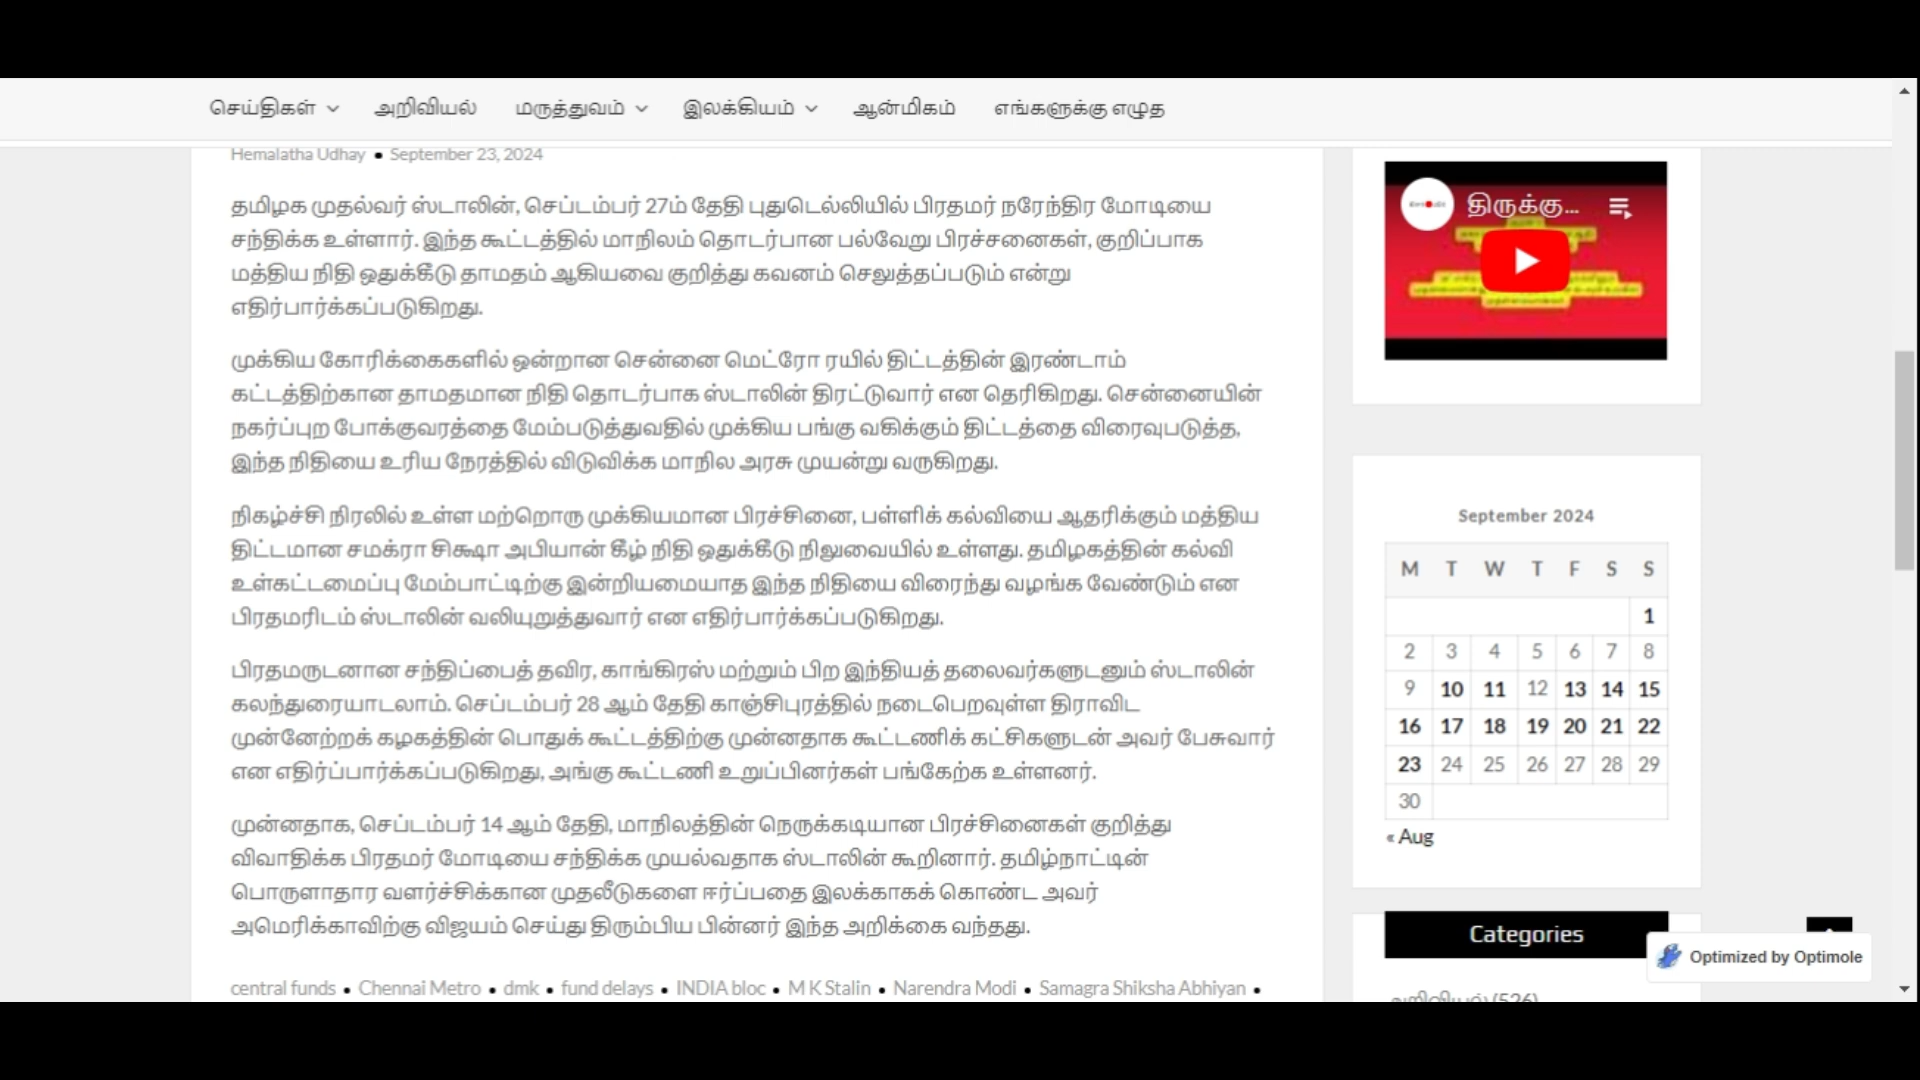 செய்திகள்
அறிவியல்
மருத்துவம்
இலக்கியம்
ஆன்மிகம்
எங்களுக்கு எழுத
Hemalatha Udhay • September 23, 2024
தமிழக முதல்வர் ஸ்டாலின், செப்டம்பர் 27ம் தேதி புதுடெல்லியில் பிரதமர் நரேந்திர மோடியை
சந்திக்க உள்ளார். இந்த கூட்டத்தில் மாநிலம் தொடர்பான பல்வேறு பிரச்சனைகள், குறிப்பாக
மத்திய நிதி ஒதுக்கீடு தாமதம் ஆகியவை குறித்து கவனம் செலுத்தப்படும் என்று
எதிர்பார்க்கப்படுகிறது.
முக்கிய கோரிக்கைகளில் ஒன்றான சென்னை மெட்ரோ ரயில் திட்டத்தின் இரண்டாம்
கட்டத்திற்கான தாமதமான நிதி தொடர்பாக ஸ்டாலின் திரட்டுவார் என தெரிகிறது. சென்னையின்
நகர்ப்புற போக்குவரத்தை மேம்படுத்துவதில் முக்கிய பங்கு வகிக்கும் திட்டத்தை விரைவுபடுத்த,
இந்த நிதியை உரிய நேரத்தில் விடுவிக்க மாநில அரசு முயன்று வருகிறது.
நிகழ்ச்சி நிரலில் உள்ள மற்றொரு முக்கியமான பிரச்சினை, பள்ளிக் கல்வியை ஆதரிக்கும் மத்திய
திட்டமான சமக்ரா சிக்ஷா அபியான் கீழ் நிதி ஒதுக்கீடு நிலுவையில் உள்ளது. தமிழகத்தின் கல்வி
உள்கட்டமைப்பு மேம்பாட்டிற்கு இன்றியமையாத இந்த நிதியை விரைந்து வழங்க வேண்டும் என
பிரதமரிடம் ஸ்டாலின் வலியுறுத்துவார் என எதிர்பார்க்கப்படுகிறது.
பிரதமருடனான சந்திப்பைத் தவிர, காங்கிரஸ் மற்றும் பிற இந்தியத் தலைவர்களுடனும் ஸ்டாலின்
கலந்துரையாடலாம். செப்டம்பர் 28 ஆம் தேதி காஞ்சிபுரத்தில் நடைபெறவுள்ள திராவிட
முன்னேற்றக் கழகத்தின் பொதுக் கூட்டத்திற்கு முன்னதாக கூட்டணிக் கட்சிகளுடன் அவர் பேசுவார்
என எதிர்ப்பார்க்கப்படுகிறது, அங்கு கூட்டணி உறுப்பினர்கள் பங்கேற்க உள்ளனர்.
முன்னதாக, செப்டம்பர் 14 ஆம் தேதி, மாநிலத்தின் நெருக்கடியான பிரச்சினைகள் குறித்து
விவாதிக்க பிரதமர் மோடியை சந்திக்க முயல்வதாக ஸ்டாலின் கூறினார். தமிழ்நாட்டின்
பொருளாதார வளர்ச்சிக்கான முதலீடுகளை ஈர்ப்பதை இலக்காகக் கொண்ட அவர்
அமெரிக்காவிற்கு விஜயம் செய்து திரும்பிய பின்னர் இந்த அறிக்கை வந்தது.
central funds • Chennai Metro • dmk • fund delays • INDIA bloc • M K Stalin • Narendra Modi • Samagra Shiksha Abhiyan •
திருக்கு...
September 2024
M T W T F S S
1
2 3 4 5 6 7 8
9 10 11 12 13 14 15
16 17 18 19 20 21 22
23 24 25 26 27 28 29
30
« Aug
Categories
அறிவியல் (526)
Optimized by Optimole